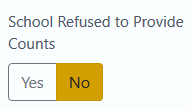 School Refused to Provide
Counts
Yes No